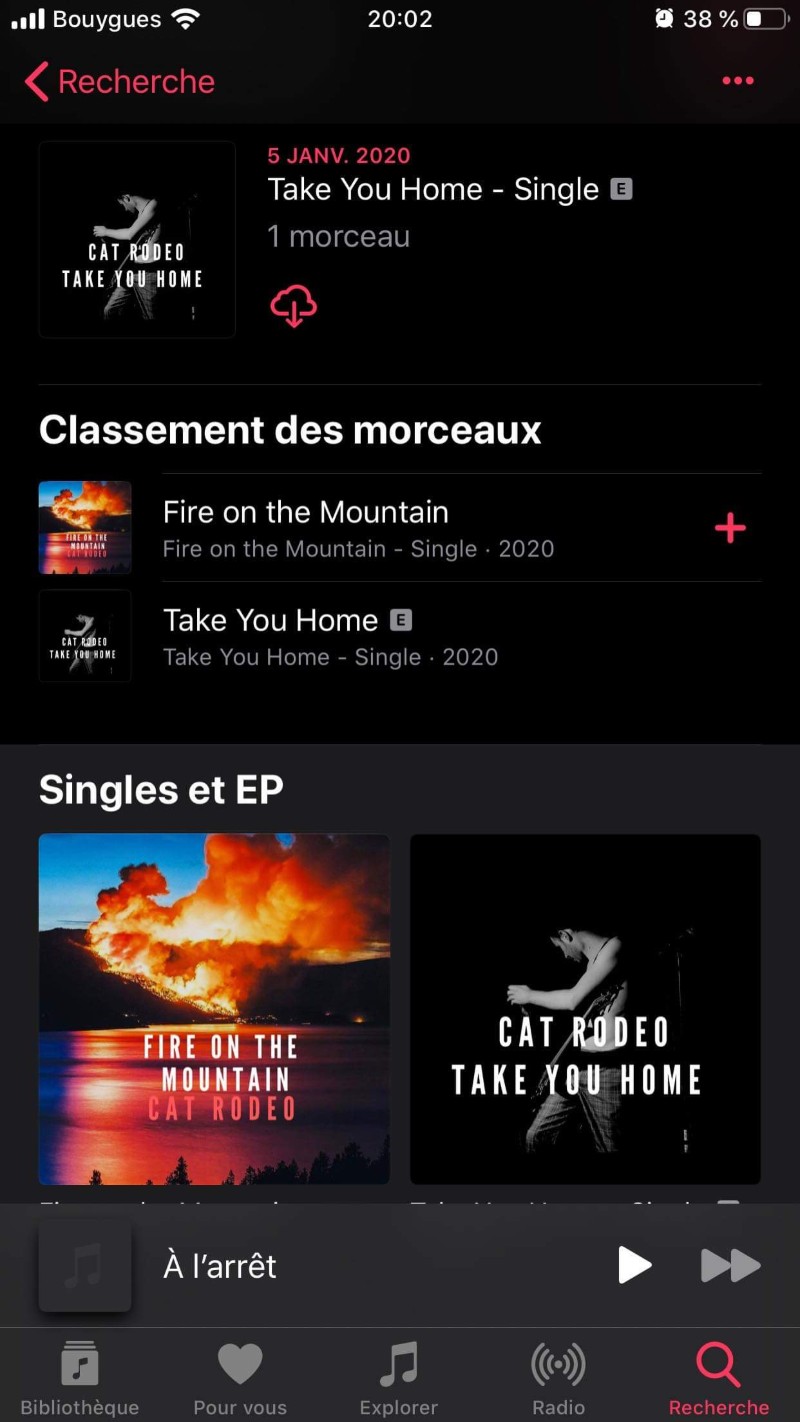 Bouygues 20:02 38 %
Recherche
5 JANV. 2020
Take You Home - Single E
1 morceau
CAT RODEO
TAKE YOU HOME
Classement des morceaux
Fire on the Mountain
Fire on the Mountain - Single · 2020
FIRE ON THE
MOUNTAIN
CAT RODEO
Take You Home E
Take You Home - Single · 2020
CAT RODEO
TAKE YOU HOME
Singles et EP
FIRE ON THE
MOUNTAIN
CAT RODEO
CAT RODEO
TAKE YOU HOME
À l’arrêt
Bibliothèque Pour vous Explorer Radio Recherche